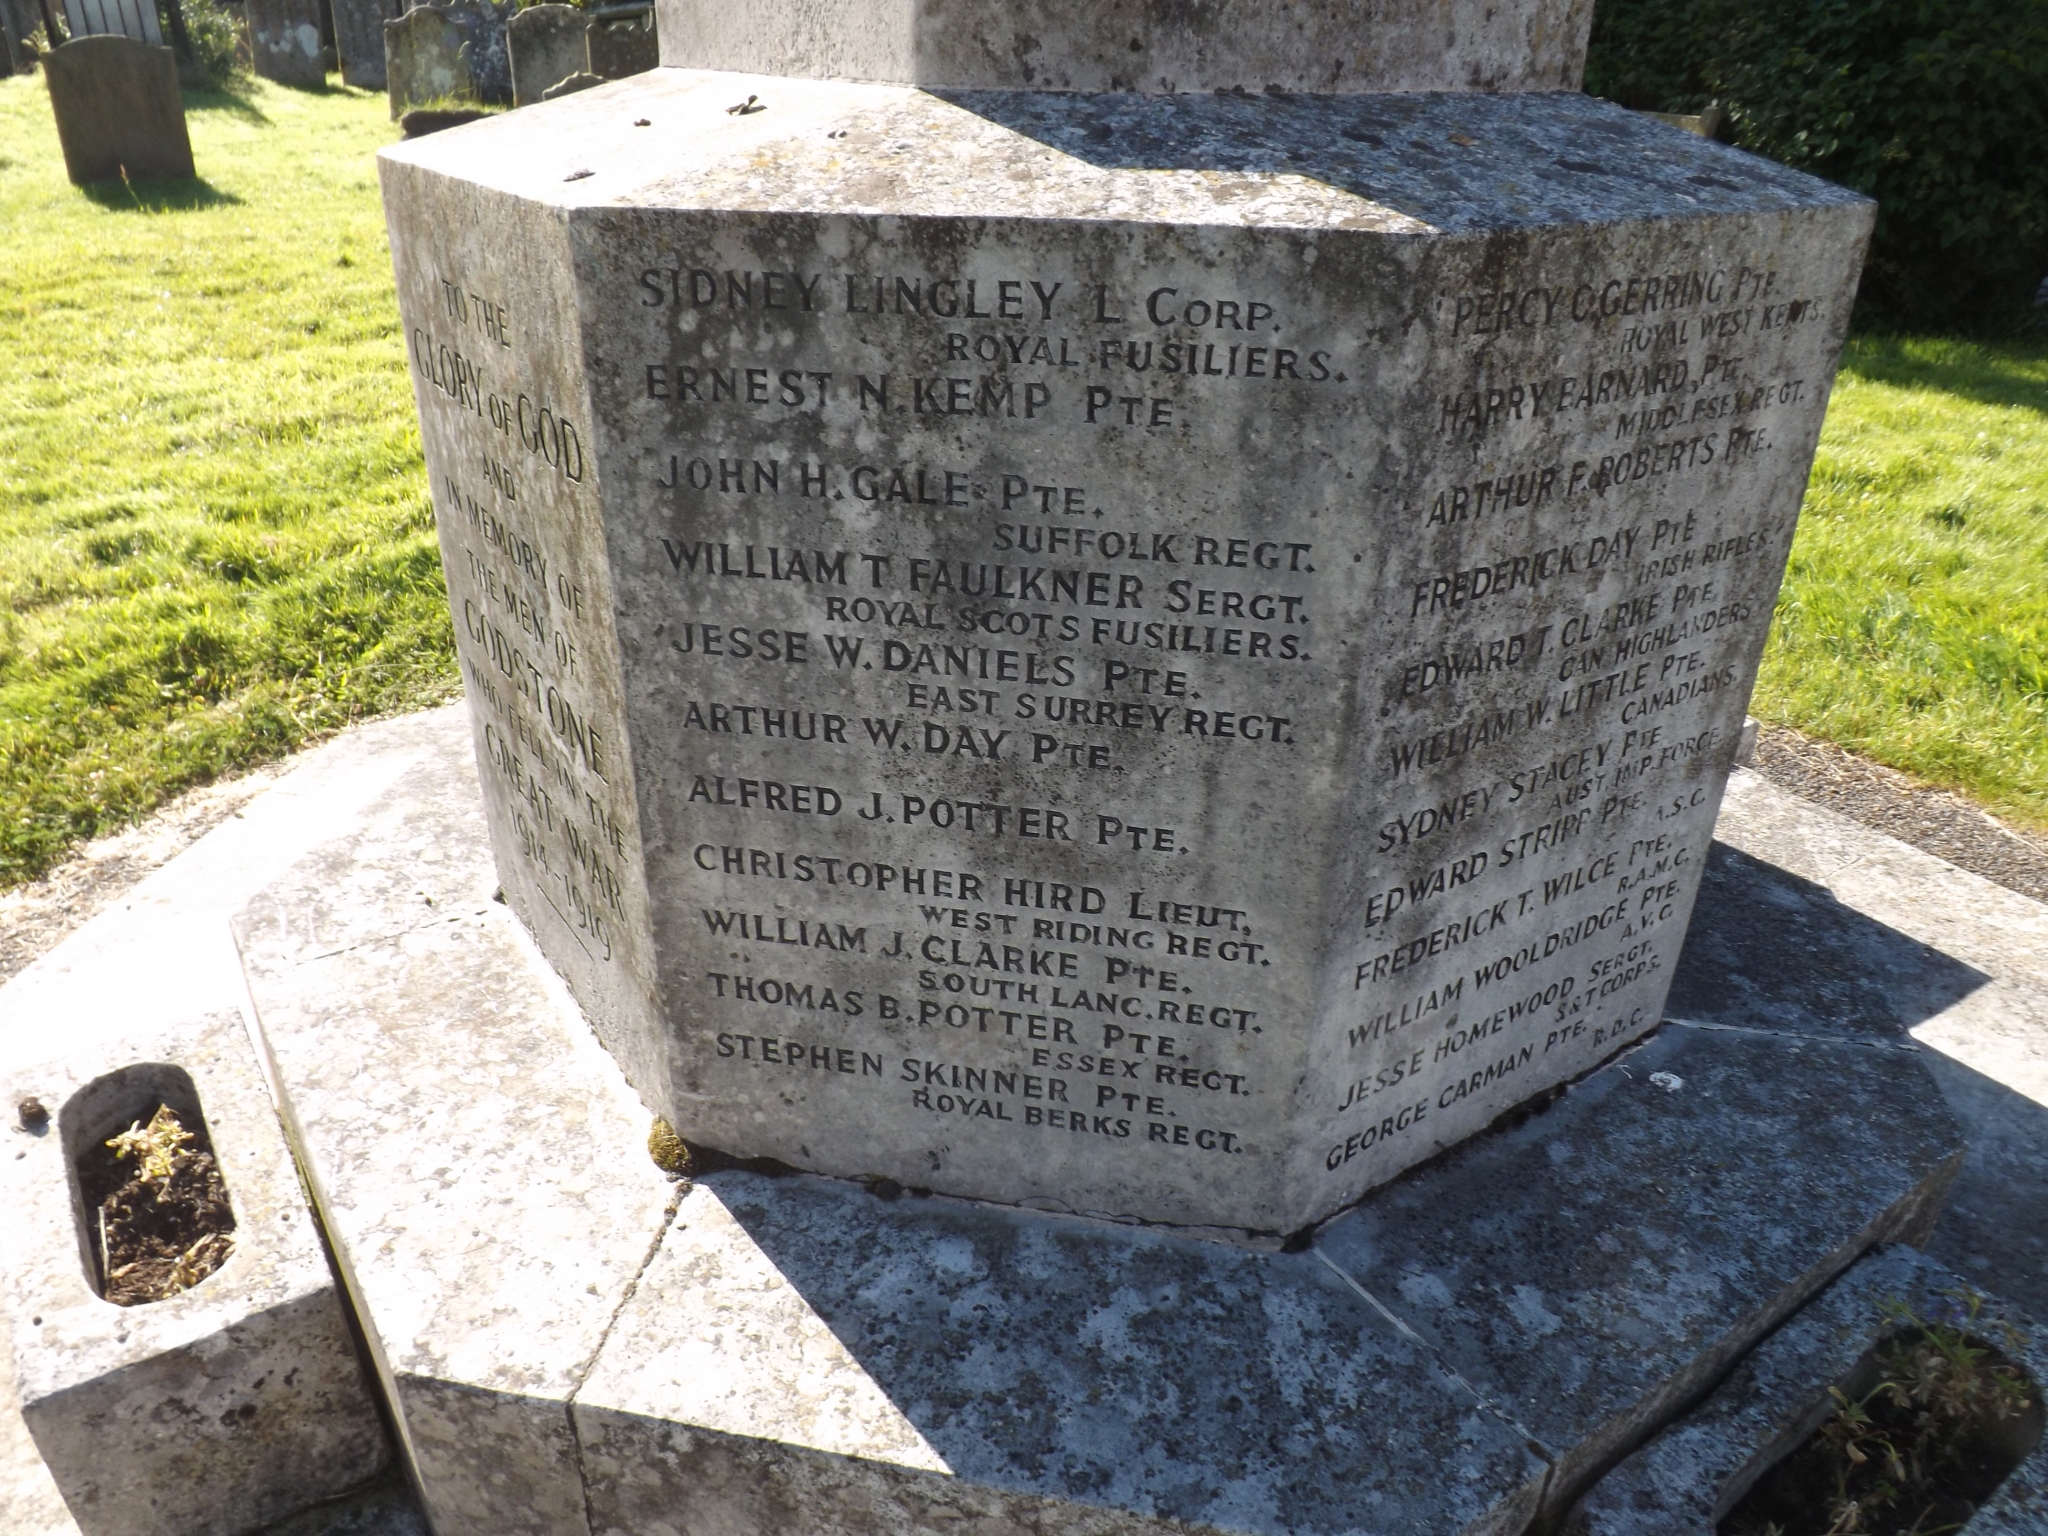 TO THE
GLORY OF GOD
AND
IN MEMORY OF
THE MEN OF
GODSTONE
WHO FELL IN THE
GREAT WAR
1914-1919
SIDNEY LINGLEY L CORP.
ROYAL FUSILIERS.
ERNEST N. KEMP PTE.
" "
JOHN H. GALE PTE.
SUFFOLK REGT.
WILLIAM T FAULKNER SERGT.
ROYAL SCOTS FUSILIERS.
JESSE W. DANIELS PTE.
EAST SURREY REGT.
ARTHUR W. DAY PTE.
ALFRED J. POTTER PTE.
CHRISTOPHER HIRD LIEUT.
WEST RIDING REGT.
WILLIAM J. CLARKE PTE.
SOUTH LANC. REGT.
THOMAS B. POTTER PTE.
ESSEX REGT.
STEPHEN SKINNER PTE.
ROYAL BERKS REGT.
PERCY C. GERRING PTE.
ROYAL WEST KENTS.
HARRY EARNARD, PTE
MIDDLESEX REGT.
ARTHUR F. ROBERTS PTE.
FREDERICK DAY PTE
IRISH RIFLES.
EDWARD T. CLARKE PTE.
CAN HIGHLANDERS
WILLIAM W. LITTLE PTE.
CANADIANS.
SYDNEY STACEY PTE
AUST. IMP. FORCE.
EDWARD STRIPP PTE.
A.S.C.
FREDERICK T. WILCE PTE.
R.A.M.C.
WILLIAM WOOLDRIDGE PTE.
A.V.C.
JESSE HOMEWOOD SERGT.
S&T CORPS.
GEORGE CARMAN PTE.
R.D.C.